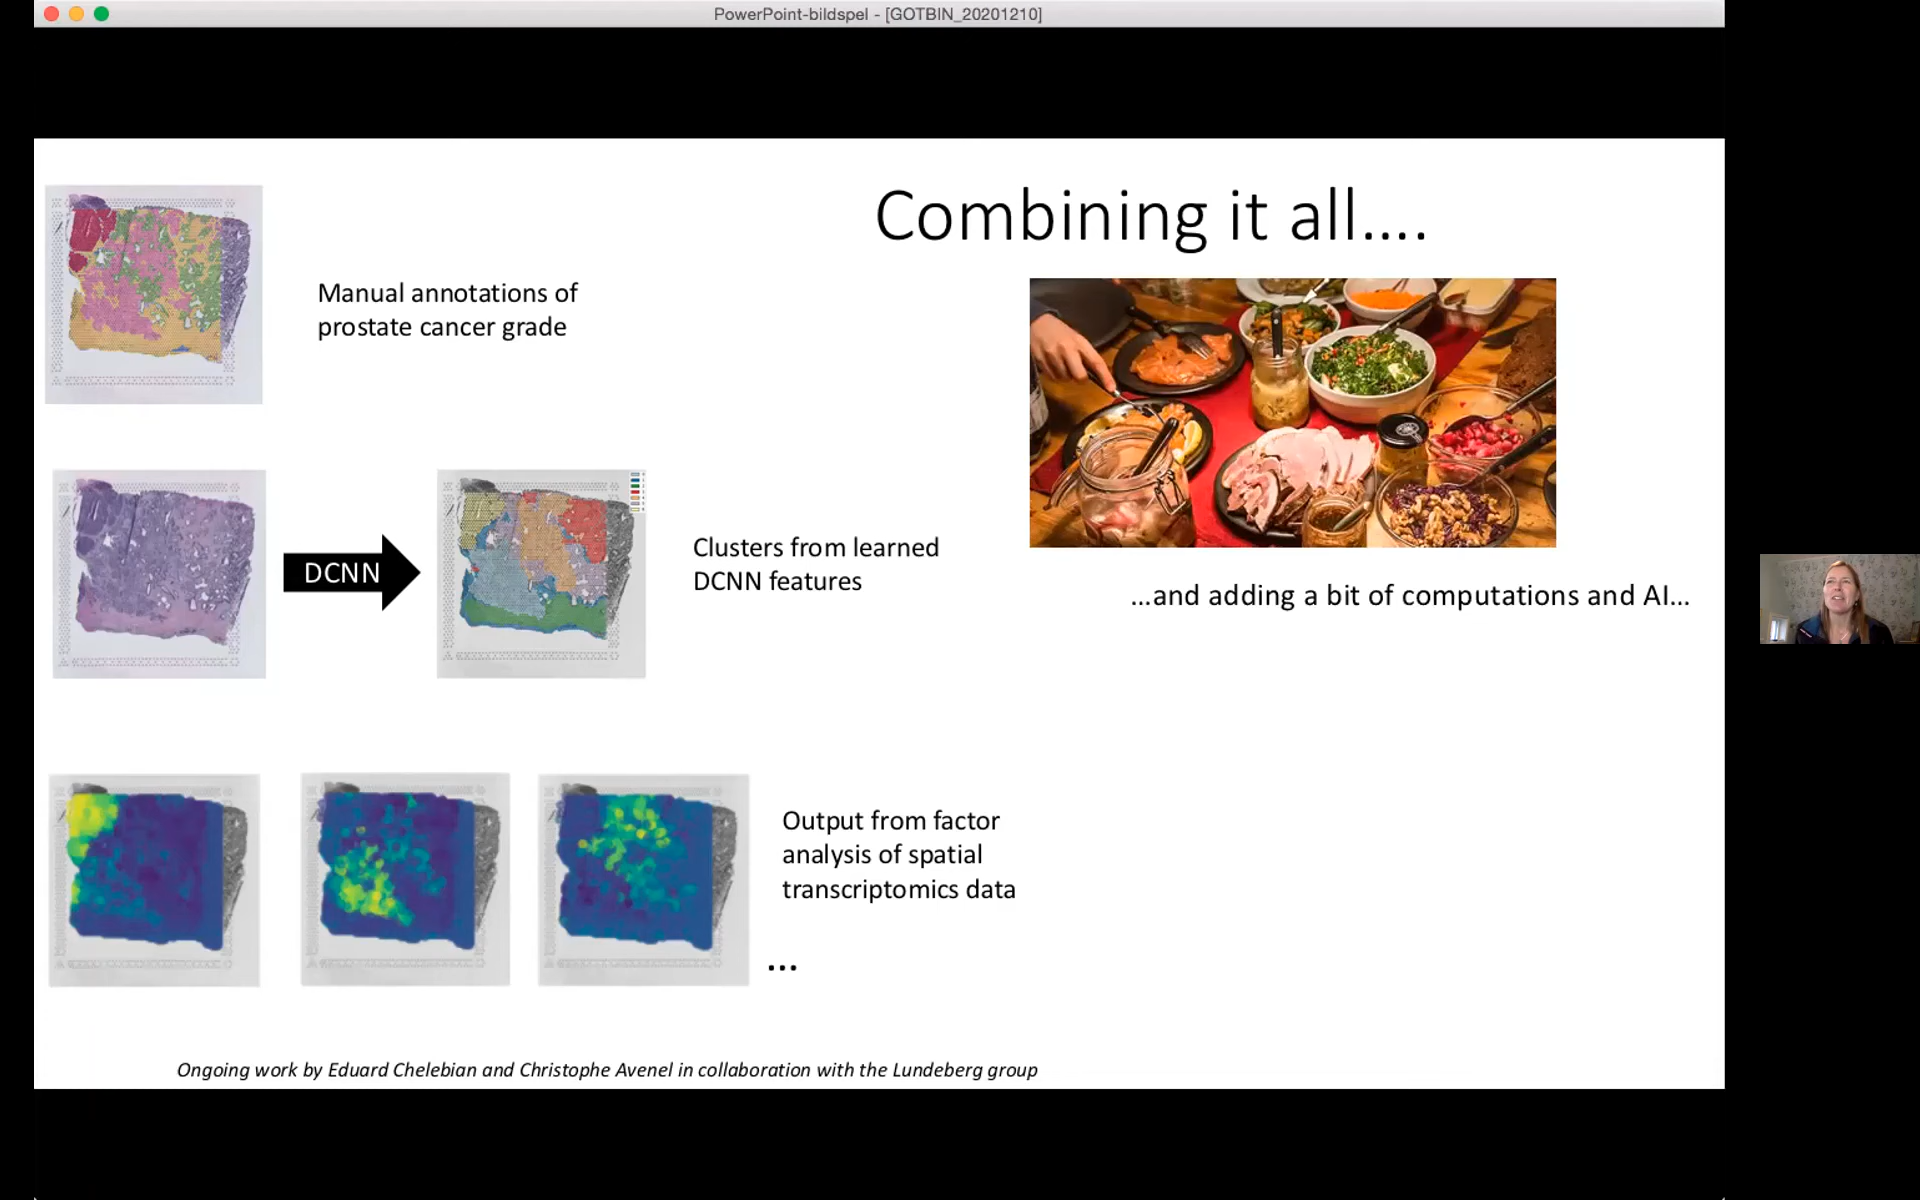 PowerPoint-bildspel - [GOTBIN_20201210]
Combining it all....
Manual annotations of
prostate cancer grade
DCNN
Clusters from learned
DCNN features
...and adding a bit of computations and AI...
Output from factor
analysis of spatial
transcriptomics data
...
Ongoing work by Eduard Chelebian and Christophe Avenel in collaboration with the Lundeberg group